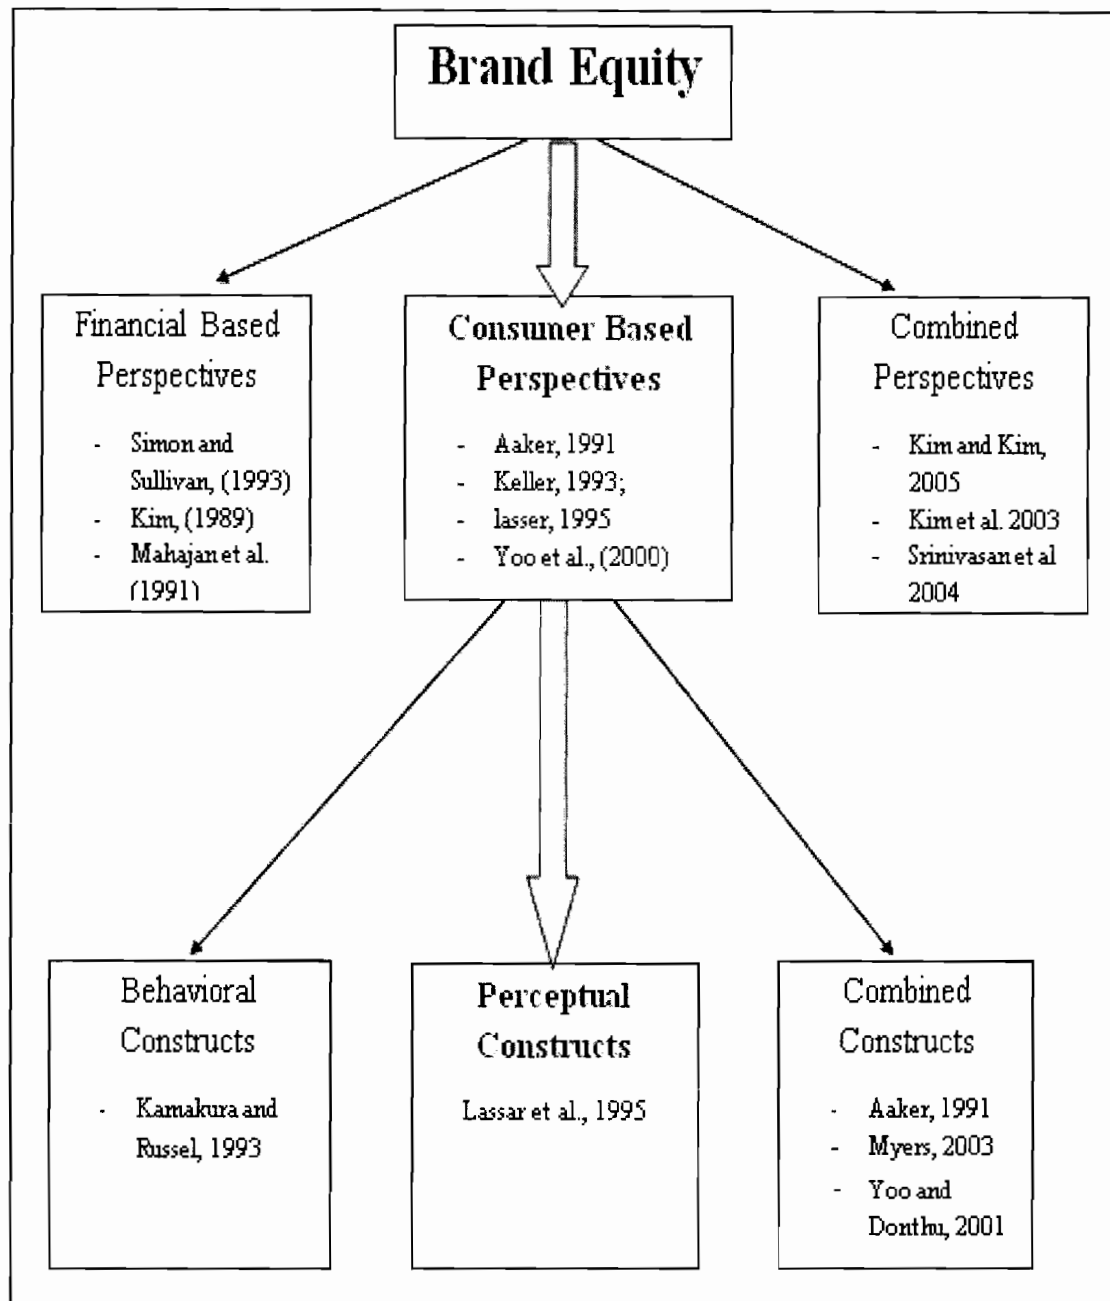 Brand Equity
Financial Based
Perspectives
- Simon and
Sullivan, (1993)
- Kim, (1989)
- Mahajan et al.
(1991)
Consumer Based
Perspectives
- Aaker, 1991
- Keller, 1993;
- lasser, 1995
- Yoo et al., (2000)
Combined
Perspectives
- Kim and Kim,
2005
- Kim et al. 2003
- Srinivasan et al
2004
Behavioral
Constructs
- Kamakura and
Russel, 1993
Perceptual
Constructs
Lassar et al., 1995
Combined
Constructs
- Aaker, 1991
- Myers, 2003
- Yoo and
Donthu, 2001